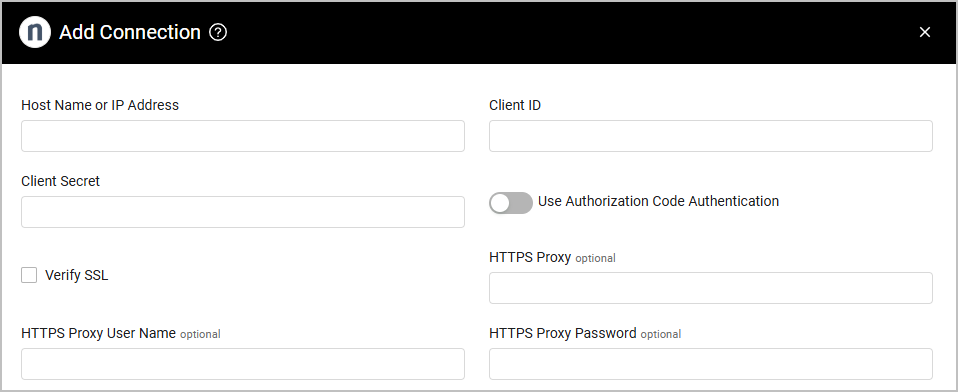 n Add Connection ?
Host Name or IP Address
Client ID
Client Secret
Use Authorization Code Authentication
Verify SSL
HTTPS Proxy optional
HTTPS Proxy User Name optional
HTTPS Proxy Password optional